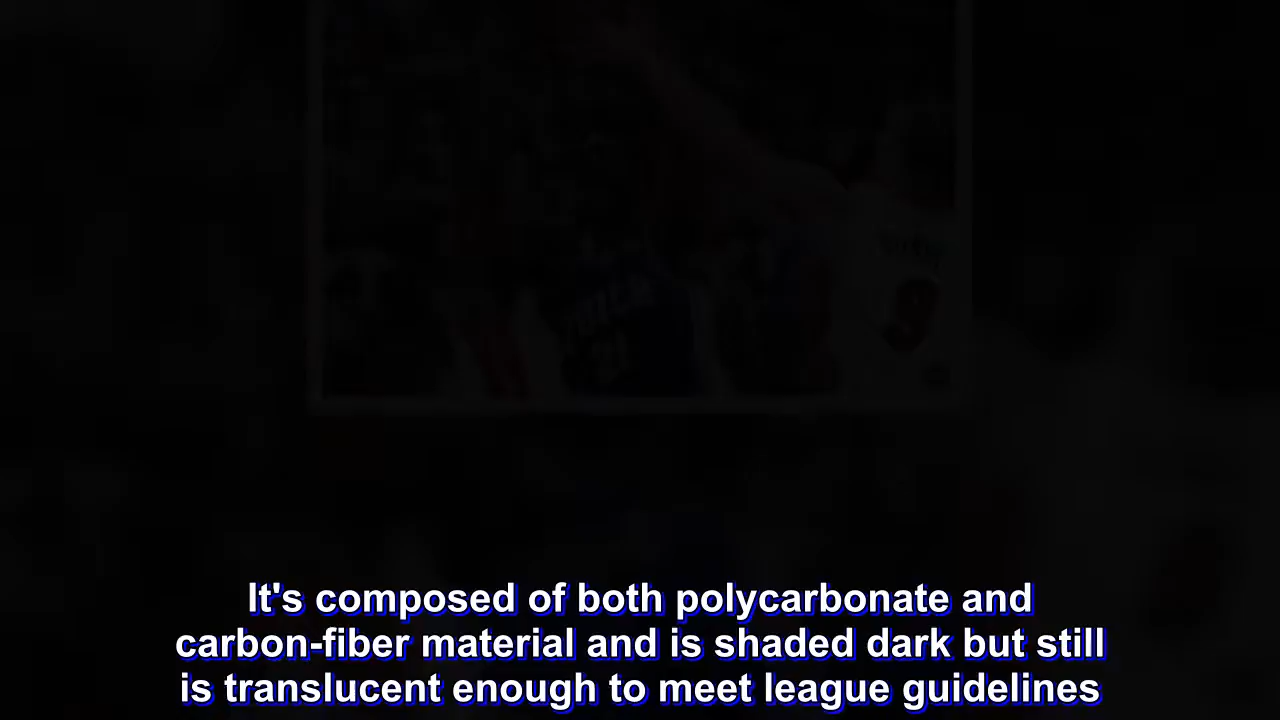 It's composed of both polycarbonate and
carbon-fiber material and is shaded dark but still
is translucent enough to meet league guidelines